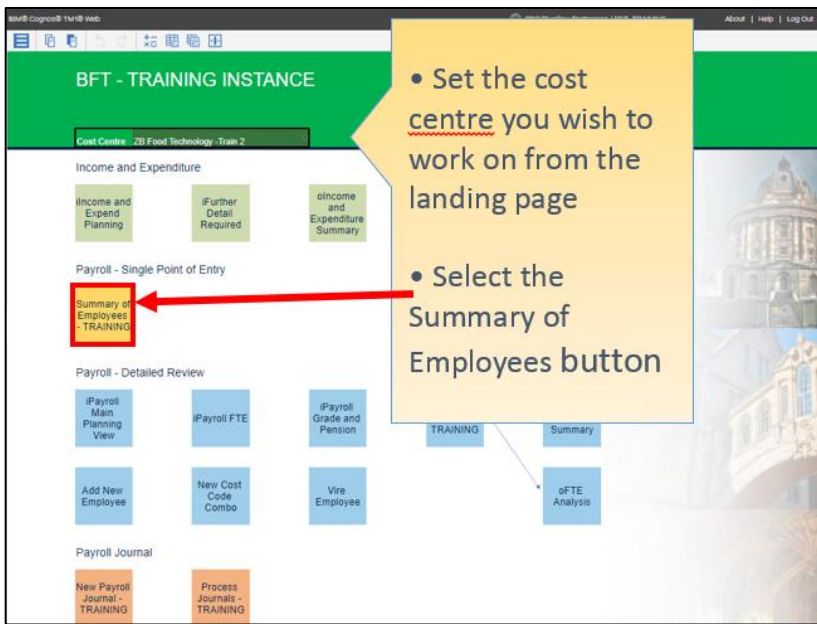 IBM® Cognos® TM1® Web
About | Help | Log Out
BFT - TRAINING INSTANCE
Cost Centre ZB Food Technology -Train 2
• Set the cost
centre you wish to
work on from the
landing page
• Select the
Summary of
Employees button
Income and Expenditure
iIncome and
Expend
Planning
iFurther
Detail
Required
oIncome
and
Expenditure
Summary
Payroll - Single Point of Entry
Summary of
Employees
- TRAINING
Payroll - Detailed Review
iPayroll
Main
Planning
View
iPayroll FTE
iPayroll
Grade and
Pension
TRAINING
Summary
Add New
Employee
New Cost
Code
Combo
Vire
Employee
oFTE
Analysis
Payroll Journal
New Payroll
Journal -
TRAINING
Process
Journals -
TRAINING